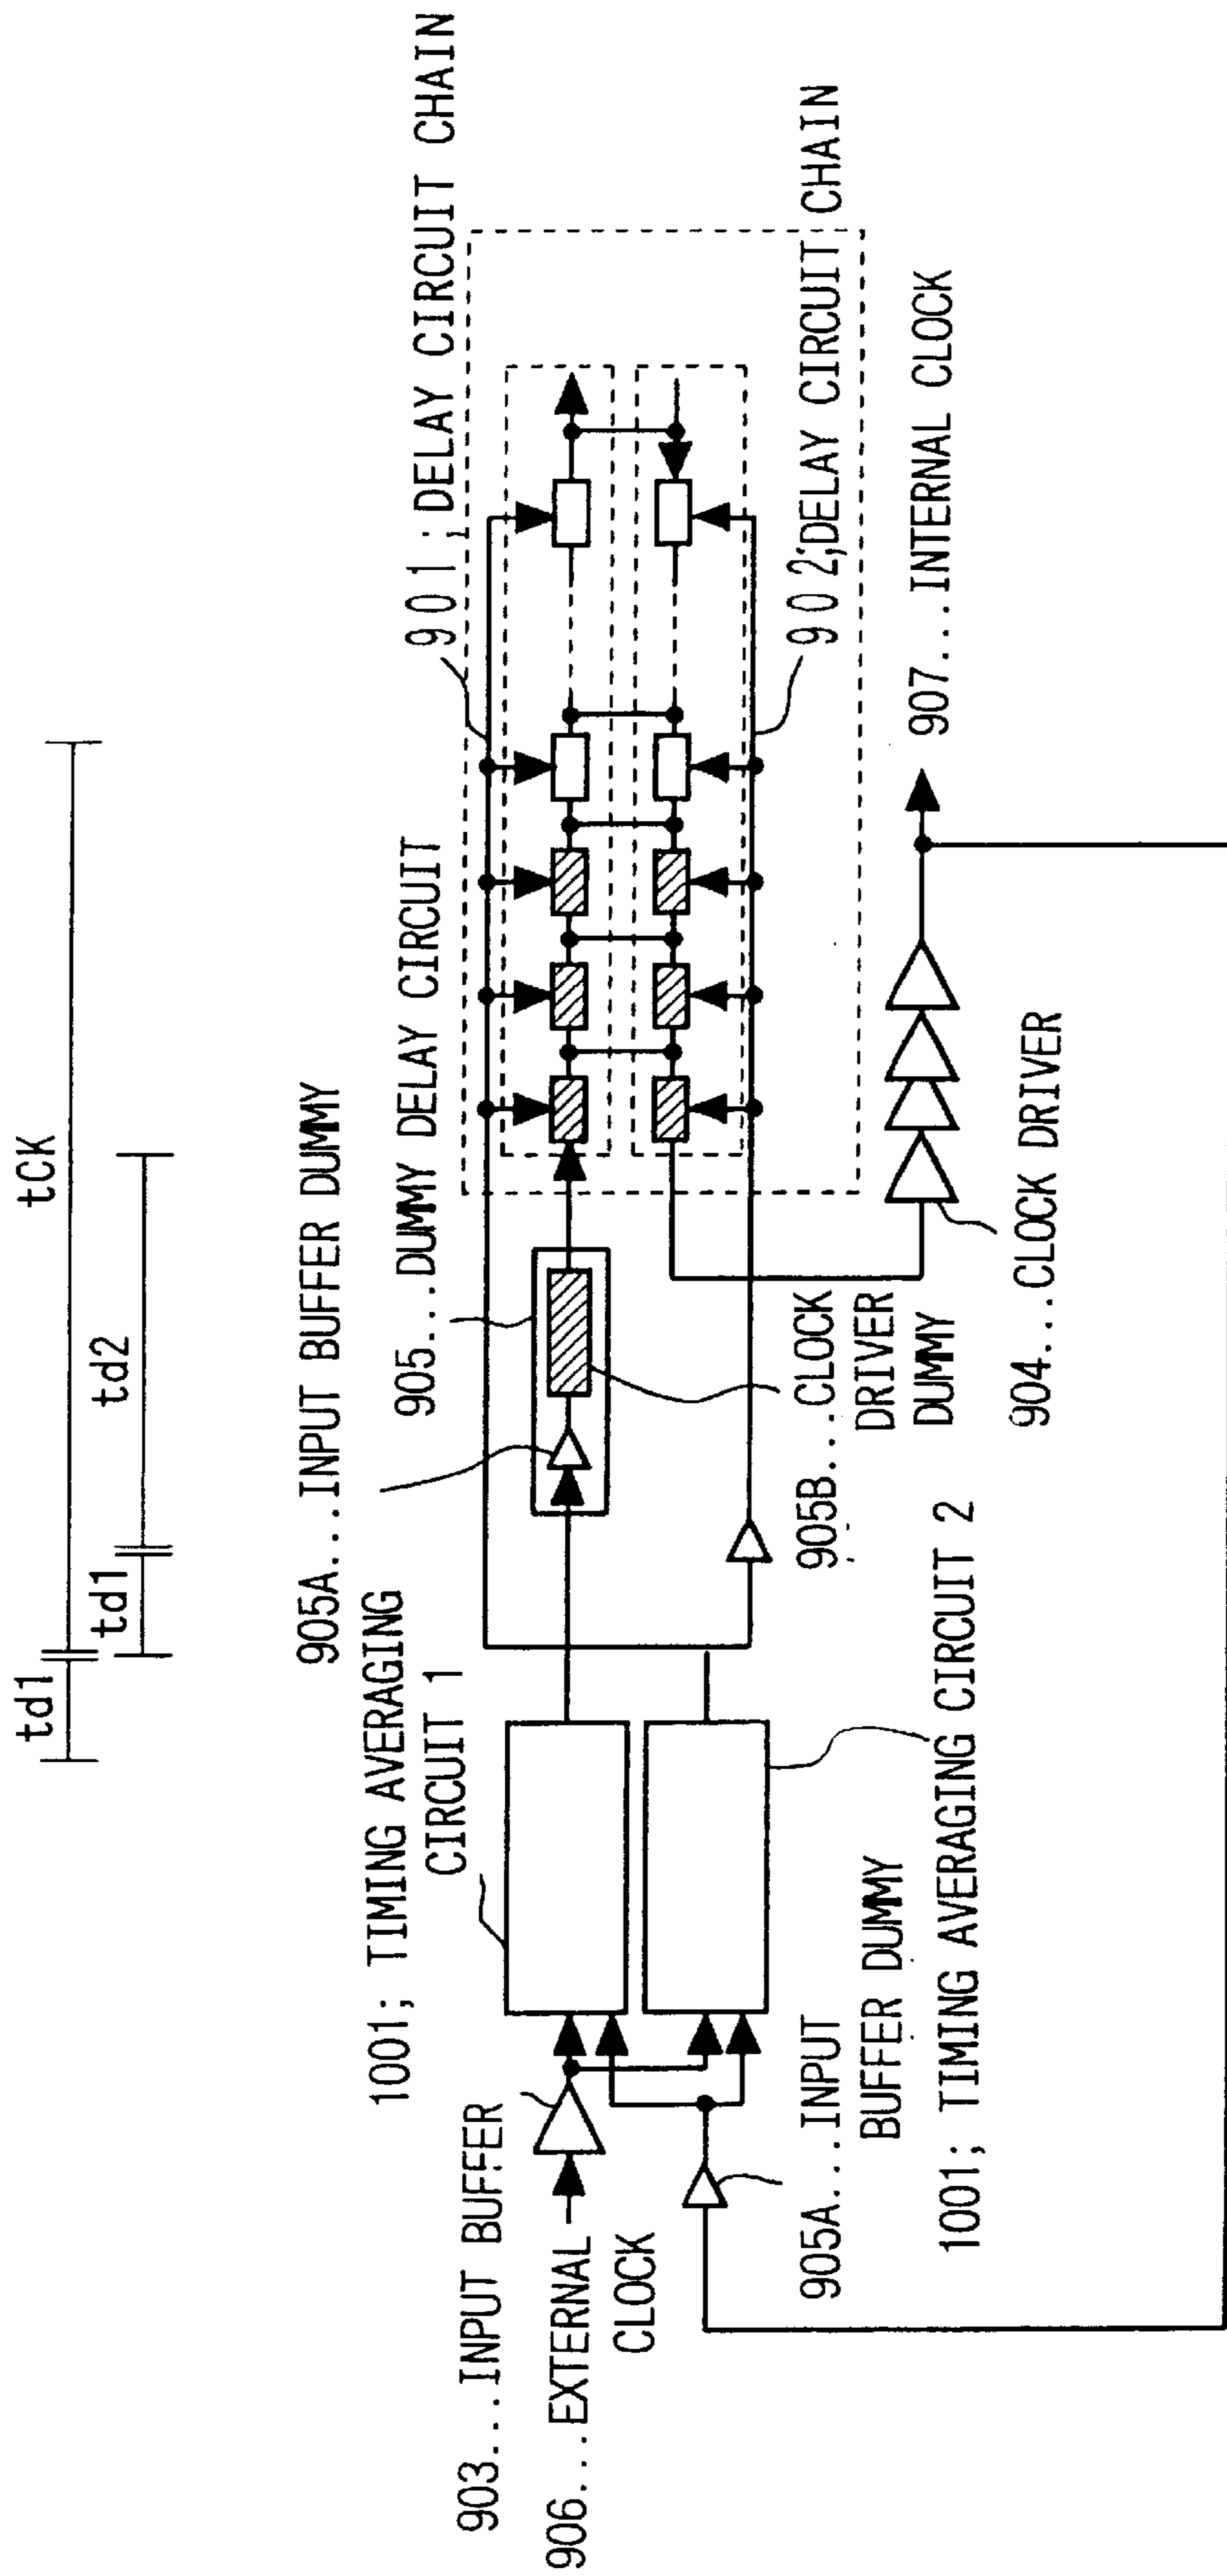 td1
tCK
td1
td2
905A...INPUT BUFFER DUMMY
905...DUMMY DELAY CIRCUIT
901;DELAY CIRCUIT CHAIN
1001; TIMING AVERAGING
CIRCUIT 1
903...INPUT BUFFER
906...EXTERNAL
CLOCK
905A...INPUT
BUFFER DUMMY
1001; TIMING AVERAGING CIRCUIT 2
905B...CLOCK
DRIVER
DUMMY
904...CLOCK DRIVER
902;DELAY CIRCUIT CHAIN
907...INTERNAL CLOCK